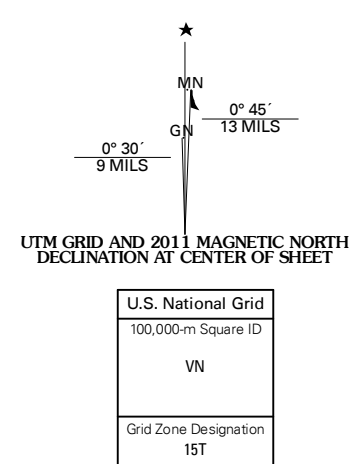 MN
0° 45´
13 MILS
GN
0° 30´
9 MILS
UTM GRID AND 2011 MAGNETIC NORTH
DECLINATION AT CENTER OF SHEET
U.S. National Grid
100,000-m Square ID
VN
Grid Zone Designation
15T